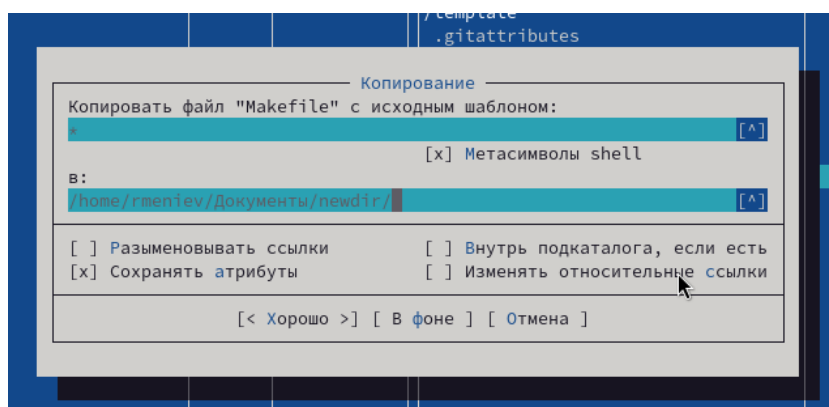 /template
.gitattributes
Копирование
Копировать файл "Makefile" с исходным шаблоном:
* [^]
[x] Метасимволы shell
в:
/home/rmeniev/Документы/newdir/ [^]
[ ] Разыменовывать ссылки [ ] Внутрь подкаталога, если есть
[x] Сохранять атрибуты [ ] Изменять относительные ссылки
[< Хорошо >] [ В фоне ] [ Отмена ]